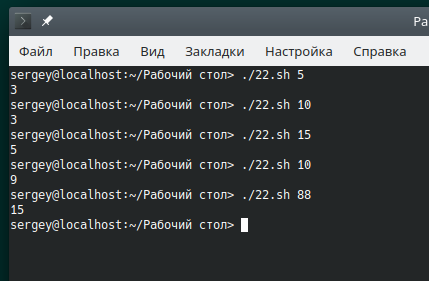 Ра
Файл Правка Вид Закладки Настройка Справка
sergey@localhost:~/Рабочий стол> ./22.sh 5
3
sergey@localhost:~/Рабочий стол> ./22.sh 10
3
sergey@localhost:~/Рабочий стол> ./22.sh 15
5
sergey@localhost:~/Рабочий стол> ./22.sh 10
9
sergey@localhost:~/Рабочий стол> ./22.sh 88
15
sergey@localhost:~/Рабочий стол>